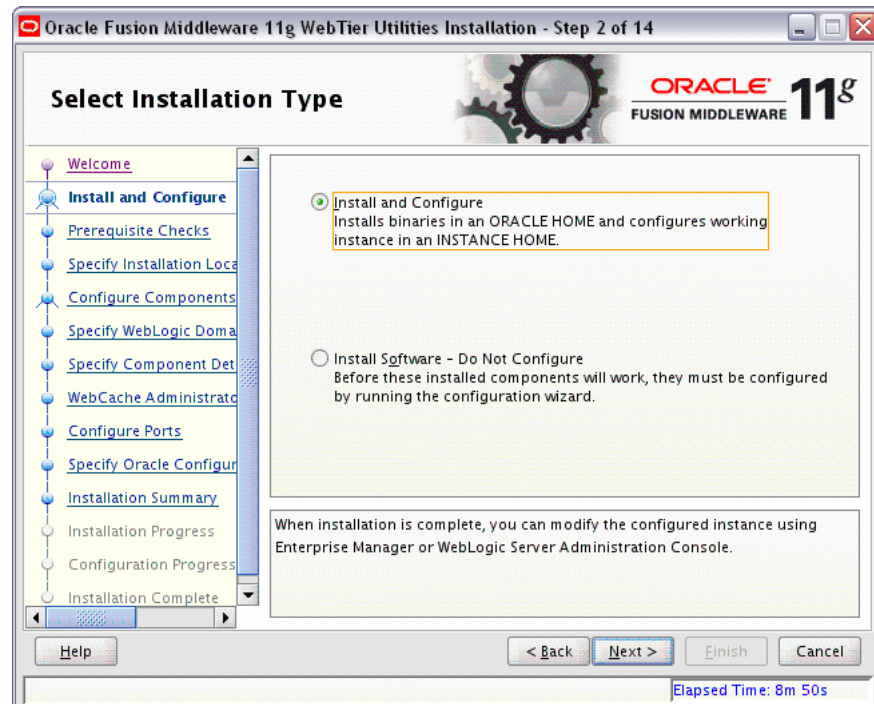 Oracle Fusion Middleware 11g WebTier Utilities Installation - Step 2 of 14
Select Installation Type
ORACLE
FUSION MIDDLEWARE
11g
Welcome
Install and Configure
Prerequisite Checks
Specify Installation Loca
Configure Components
Specify WebLogic Doma
Specify Component Det
WebCache Administrato
Configure Ports
Specify Oracle Configur
Installation Summary
Installation Progress
Configuration Progress
Installation Complete
Install and Configure
Installs binaries in an ORACLE HOME and configures working
instance in an INSTANCE HOME.
Install Software - Do Not Configure
Before these installed components will work, they must be configured
by running the configuration wizard.
When installation is complete, you can modify the configured instance using
Enterprise Manager or WebLogic Server Administration Console.
Help
< Back
Next >
Finish
Cancel
Elapsed Time: 8m 50s